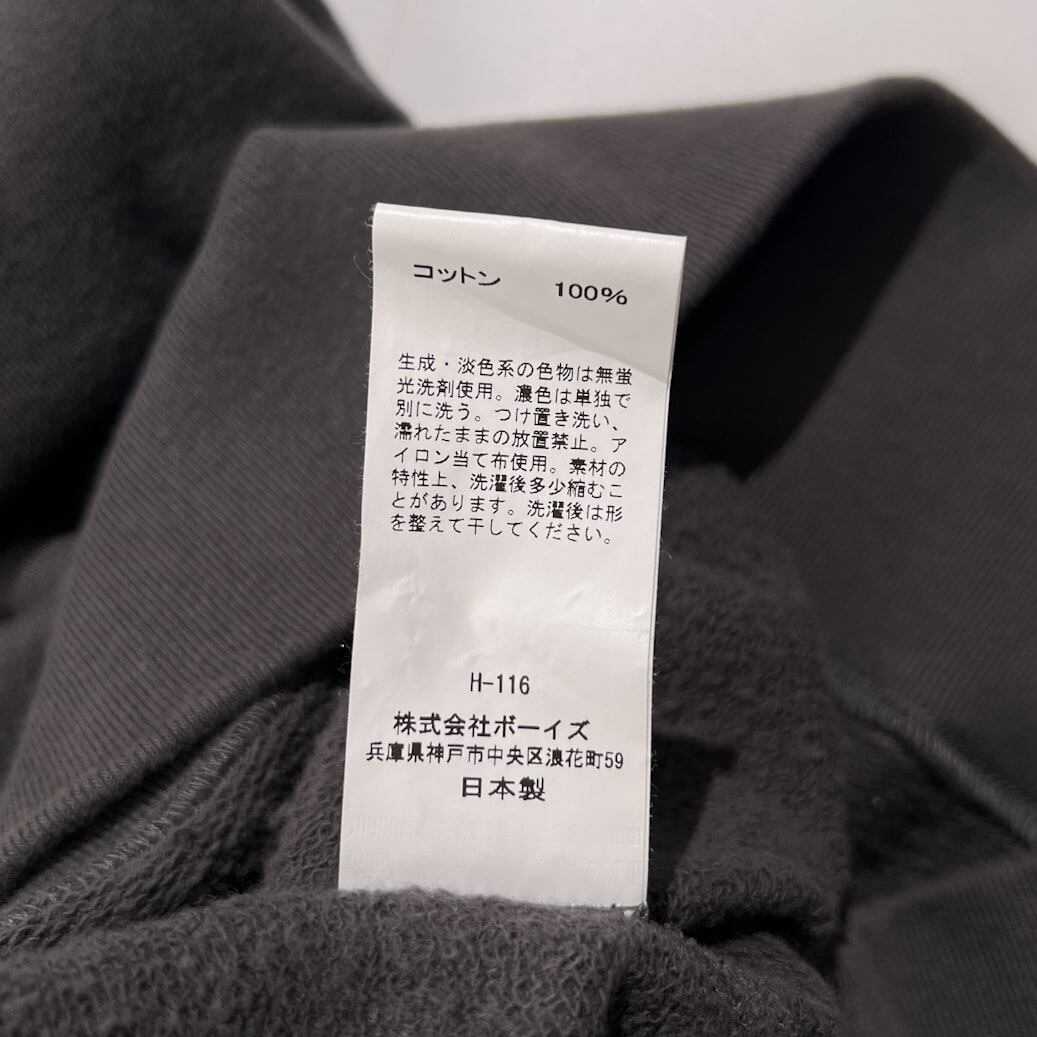 コットン 100%
生成・淡色系の色物は無蛍
光洗剤使用。濃色は単独で
別に洗う。つけ置き洗い、
濡れたままの放置禁止。ア
イロン当て布使用。素材の
特性上、洗濯後多少縮むこ
とがあります。洗濯後は形
を整えて干してください。
H-116
株式会社ボーイズ
兵庫県神戸市中央区浪花町59
日本製